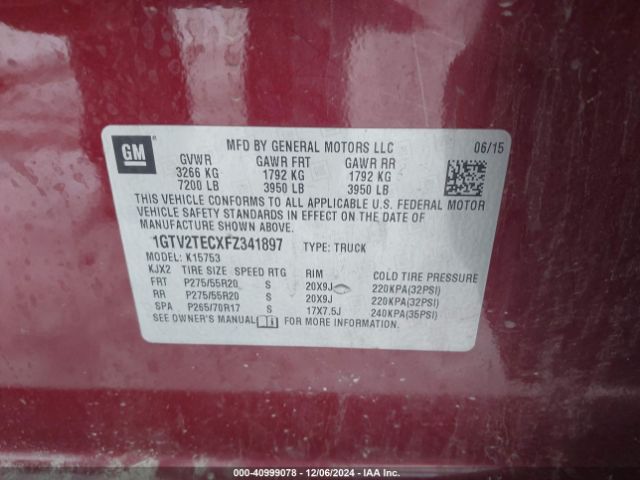 GM
MFD BY GENERAL MOTORS LLC 06/15
GVWR GAWR FRT GAWR RR
3266 KG 1792 KG 1792 KG
7200 LB 3950 LB 3950 LB
THIS VEHICLE CONFORMS TO ALL APPLICABLE U.S. FEDERAL MOTOR
VEHICLE SAFETY STANDARDS IN EFFECT ON THE DATE OF
MANUFACTURE SHOWN ABOVE.
1GTV2TECXFZ341897 TYPE: TRUCK
MODEL: K15753
KJX2 TIRE SIZE SPEED RTG RIM COLD TIRE PRESSURE
FRT P275/55R20 S 20X9J 220KPA(32PSI)
RR P275/55R20 S 20X9J 220KPA(32PSI)
SPA P265/70R17 S 17X7.5J 240KPA(35PSI)
SEE OWNER'S MANUAL FOR MORE INFORMATION.
000-40999078 - 12/06/2024 - IAA Inc.